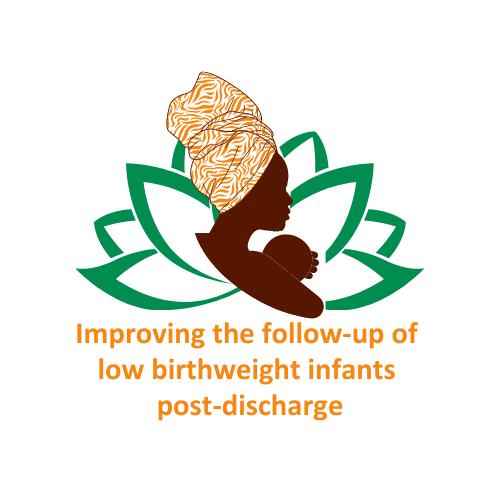 Improving the follow-up of
low birthweight infants
post-discharge